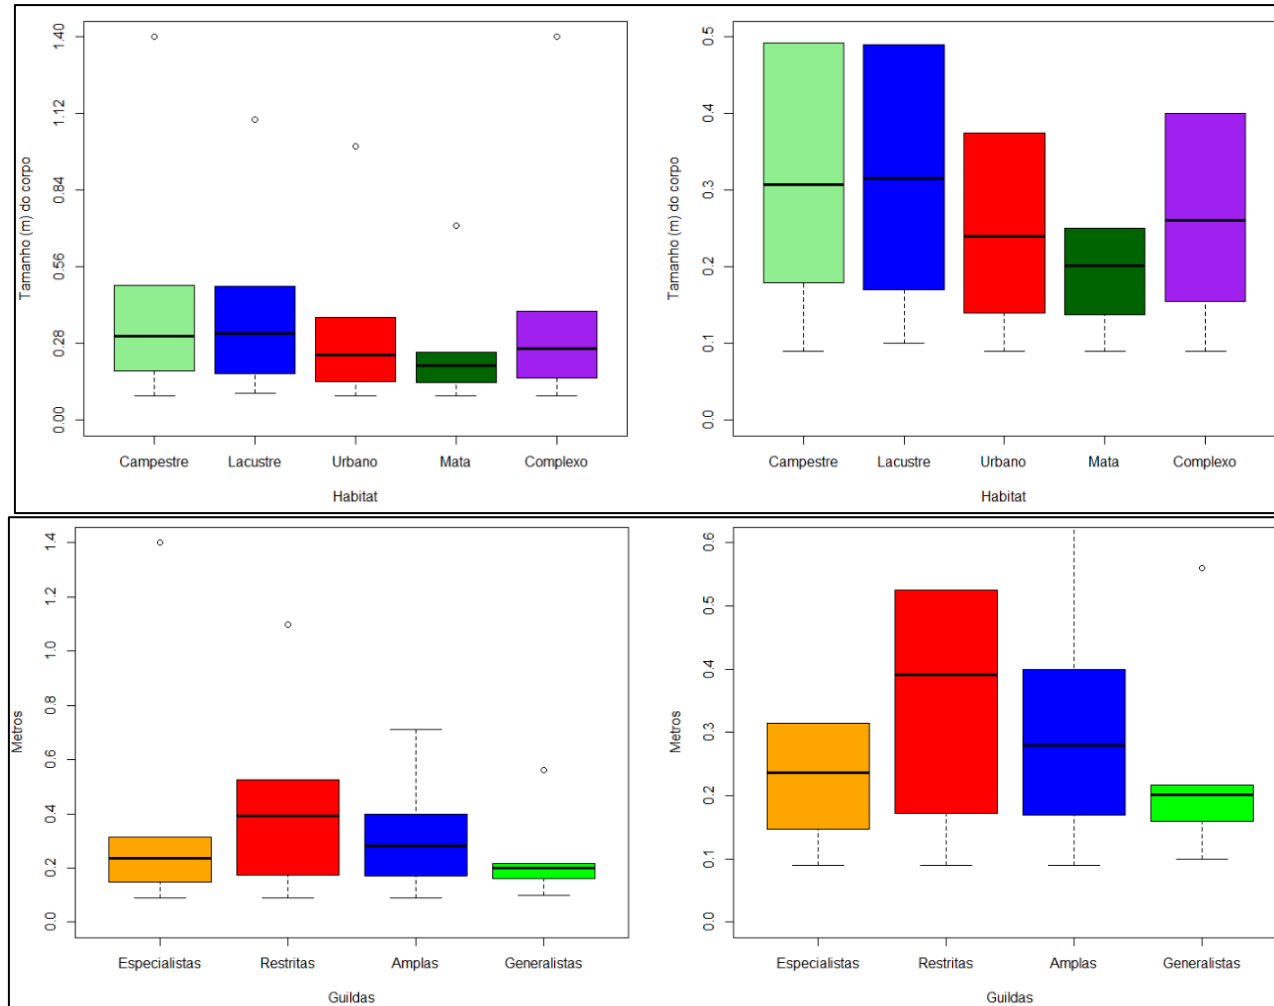 Tamanho (m) do corpo
1.40
1.12
0.84
0.56
0.28
0.00
Campestre Lacustre Urbano Mata Complexo
Habitat
Tamanho (m) do corpo
0.5
0.4
0.3
0.2
0.1
0.0
Campestre Lacustre Urbano Mata Complexo
Habitat
Metros
1.4
1.2
1.0
0.8
0.6
0.4
0.2
0.0
Especialistas Restritas Amplas Generalistas
Guildas
Metros
0.6
0.5
0.4
0.3
0.2
0.1
0.0
Especialistas Restritas Amplas Generalistas
Guildas